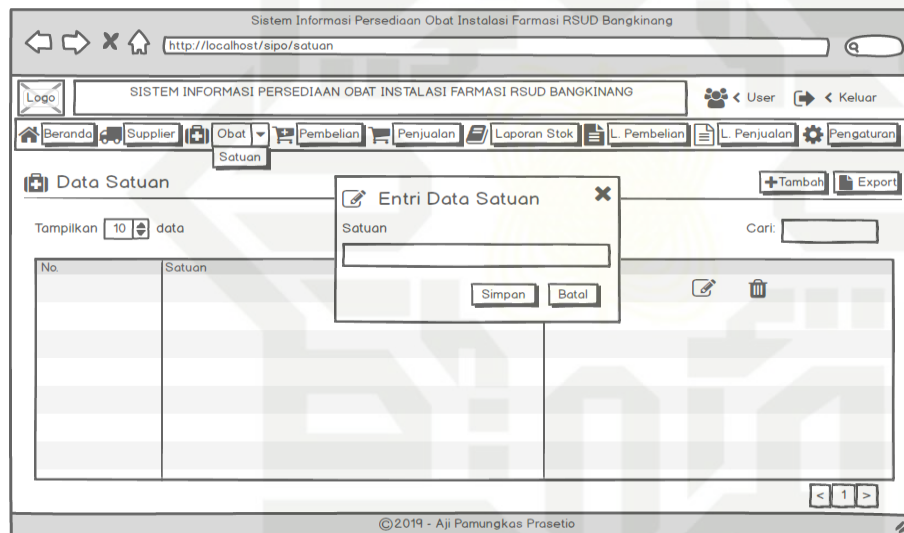 Sistem Informasi Persediaan Obat Instalasi Farmasi RSUD Bangkinang
http://localhost/sipo/satuan
Logo
SISTEM INFORMASI PERSEDIAAN OBAT INSTALASI FARMASI RSUD BANGKINANG
< User
< Keluar
Beranda Supplier Obat Pembelian Penjualan Laporan Stok L. Pembelian L. Penjualan Pengaturan
Satuan
Data Satuan
+Tambah Export
Entri Data Satuan
Tampilkan 10 data
Satuan
Cari:
No. Satuan
Simpan Batal
< 1 >
©2019 - Aji Pamungkas Prasetio